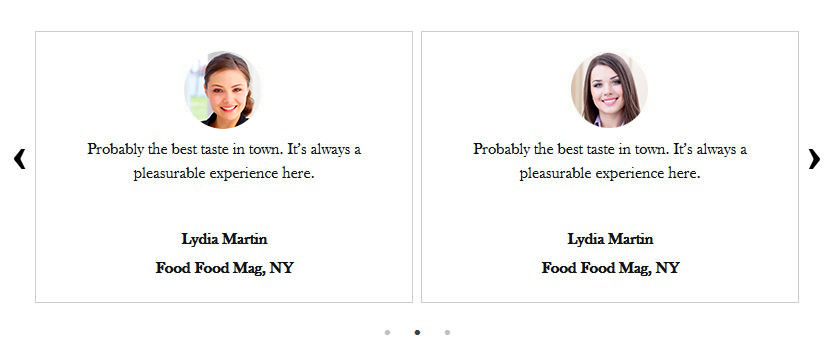 Probably the best taste in town. It's always a
pleasurable experience here.
Lydia Martin
Food Food Mag, NY
Probably the best taste in town. It's always a
pleasurable experience here.
Lydia Martin
Food Food Mag, NY